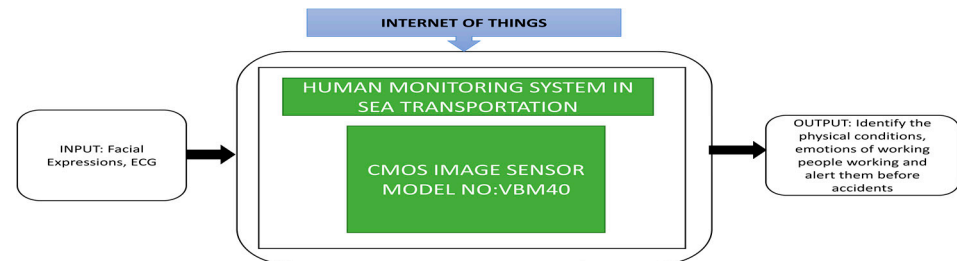 INTERNET OF THINGS
HUMAN MONITORING SYSTEM IN
SEA TRANSPORTATION
INPUT: Facial
Expressions, ECG
CMOS IMAGE SENSOR
MODEL NO:VBM40
OUTPUT: Identify the
physical conditions,
emotions of working
people working and
alert them before
accidents